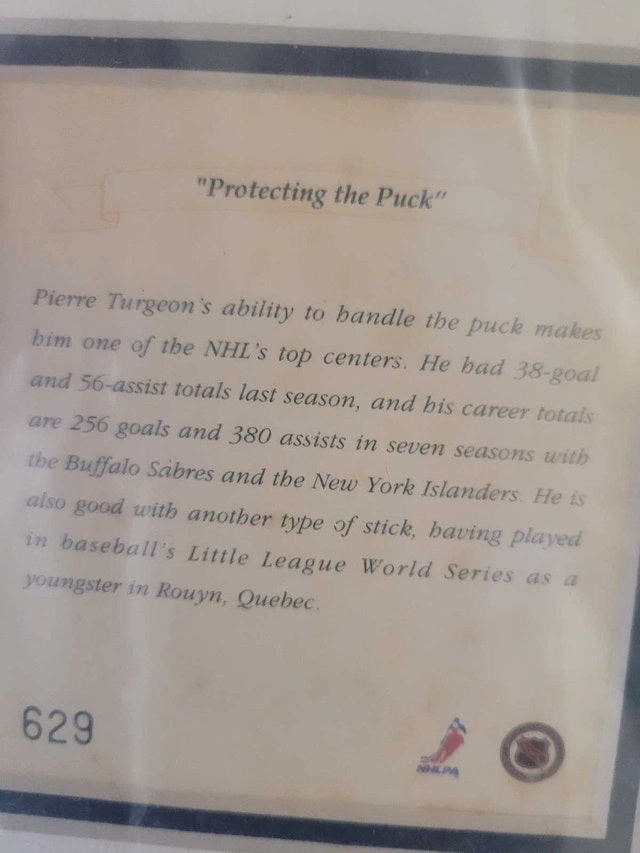 "Protecting the Puck"
Pierre Turgeon's ability to handle the puck makes
him one of the NHL's top centers. He had 38-goal
and 56-assist totals last season, and his career totals
are 256 goals and 380 assists in seven seasons with
the Buffalo Sabres and the New York Islanders. He is
also good with another type of stick, having played
in baseball's Little League World Series as a
youngster in Rouyn, Quebec.
629
NHLPA